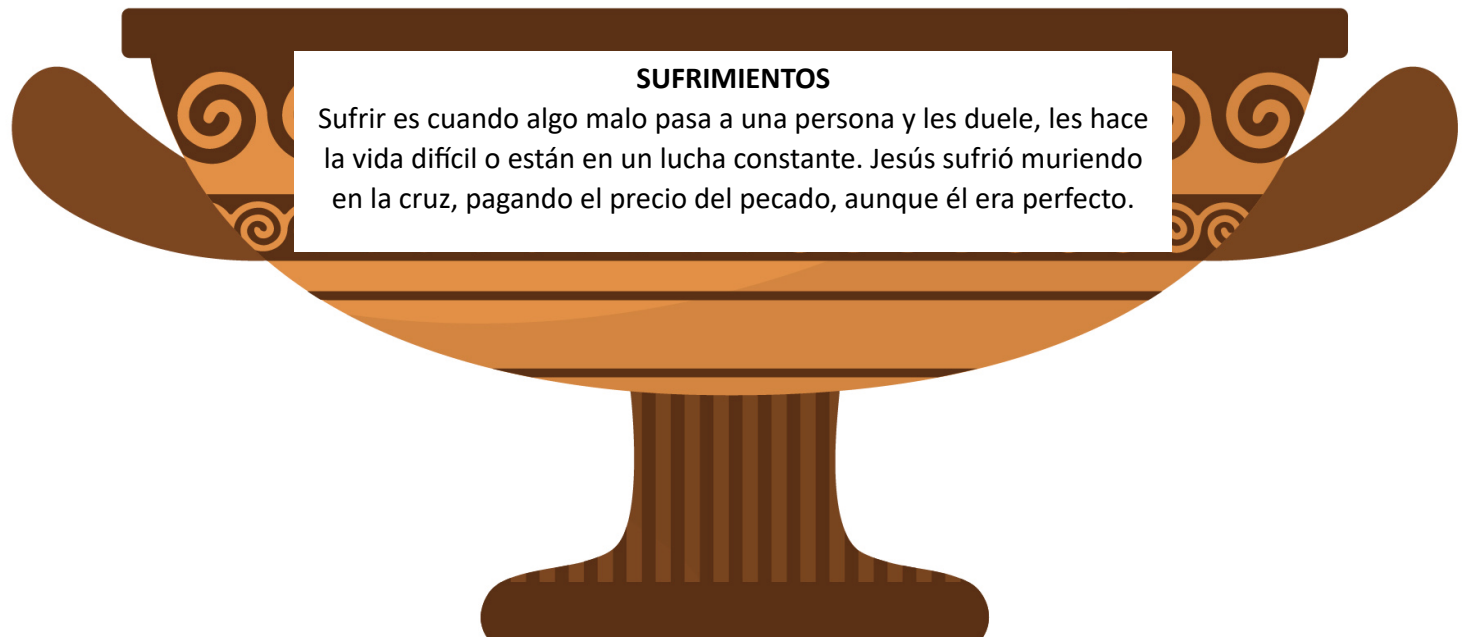 SUFRIMIENTOS
Sufrir es cuando algo malo pasa a una persona y les duele, les hace
la vida difícil o están en un lucha constante. Jesús sufrió muriendo
en la cruz, pagando el precio del pecado, aunque él era perfecto.